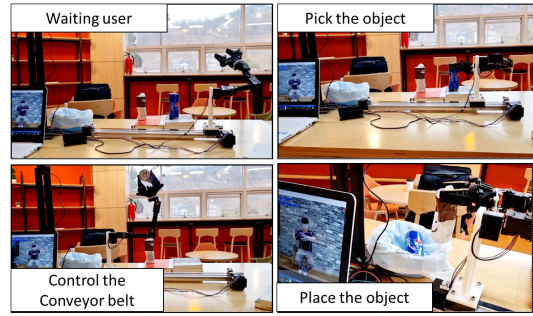 Waiting user
Pick the object
Control the
Conveyor belt
Place the object